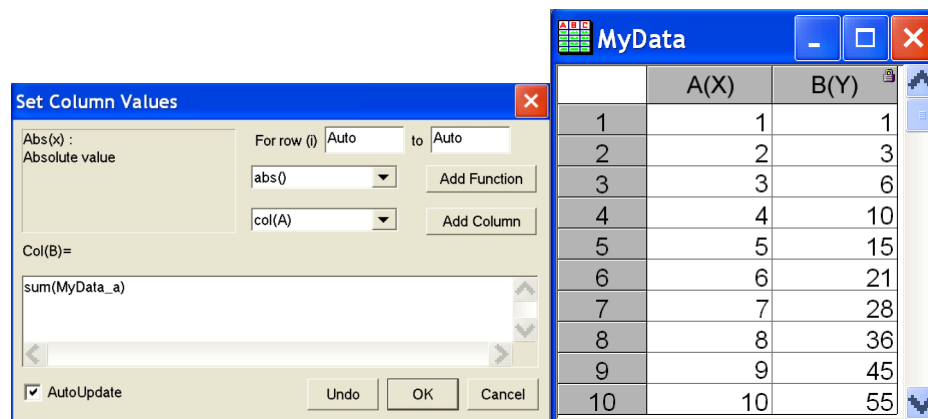 Set Column Values
Abs(x) :
Absolute value
For row (i) Auto to Auto
abs()
Add Function
col(A)
Add Column
Col(B)=
sum(MyData_a)
AutoUpdate
Undo OK Cancel
MyData
A(X) B(Y)
1 1 1
2 2 3
3 3 6
4 4 10
5 5 15
6 6 21
7 7 28
8 8 36
9 9 45
10 10 55